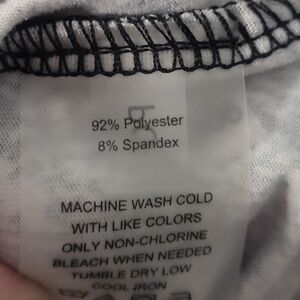 92% Polyester
8% Spandex
MACHINE WASH COLD
WITH LIKE COLORS
ONLY NON-CHLORINE
BLEACH WHEN NEEDED
TUMBLE DRY LOW
COOL IRON